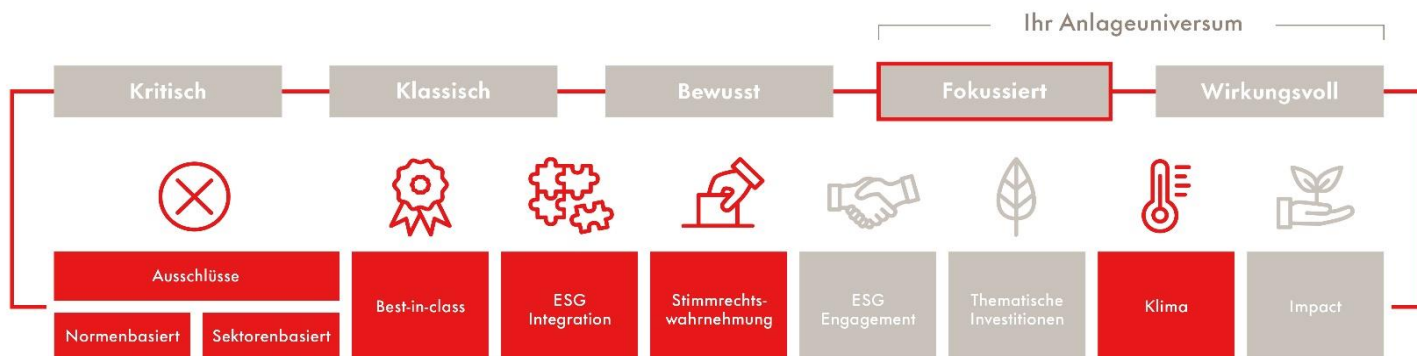 Ihr Anlageuniversum
Kritisch
Klassisch
Bewusst
Fokussiert
Wirkungsvoll
Ausschlüsse
Normenbasiert
Sektorenbasiert
Best-in-class
ESG
Integration
Stimmrechts-
wahrnehmung
ESG
Engagement
Thematische
Investitionen
Klima
Impact